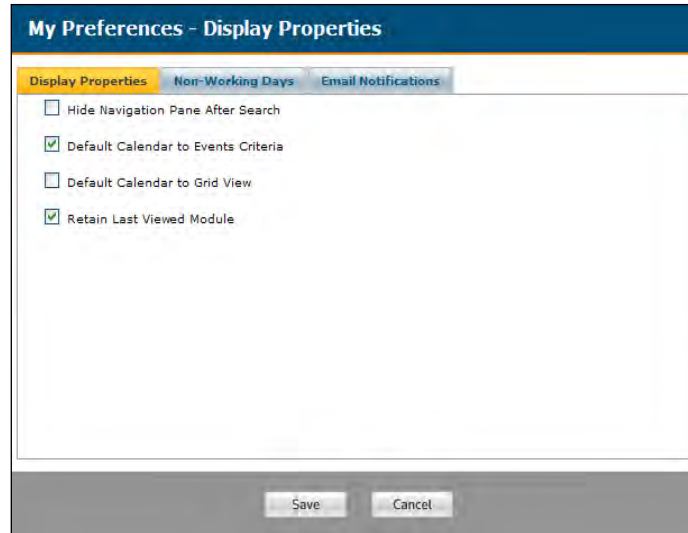 My Preferences - Display Properties
Display Properties Non-Working Days Email Notifications
Hide Navigation Pane After Search
Default Calendar to Events Criteria
Default Calendar to Grid View
Retain Last Viewed Module
Save Cancel